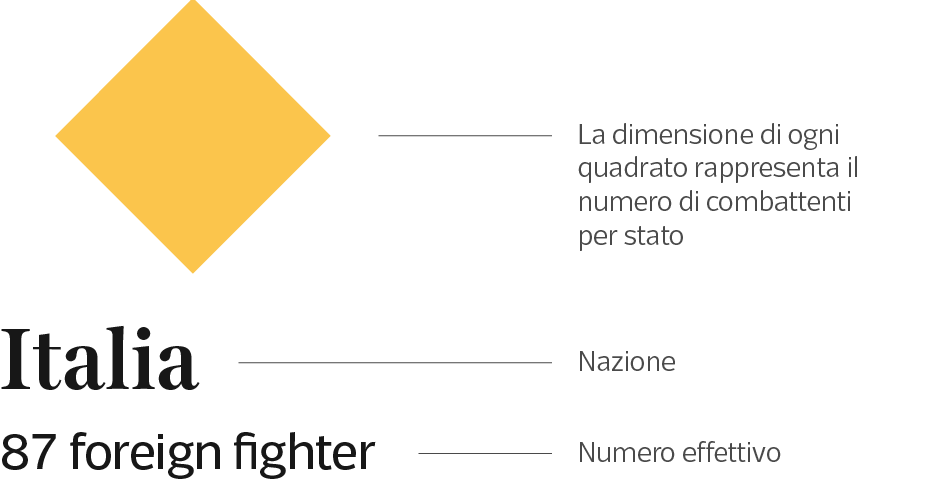 La dimensione di ogni
quadrato rappresenta il
numero di combattenti
per stato
Italia
Nazione
87 foreign fighter
Numero effettivo